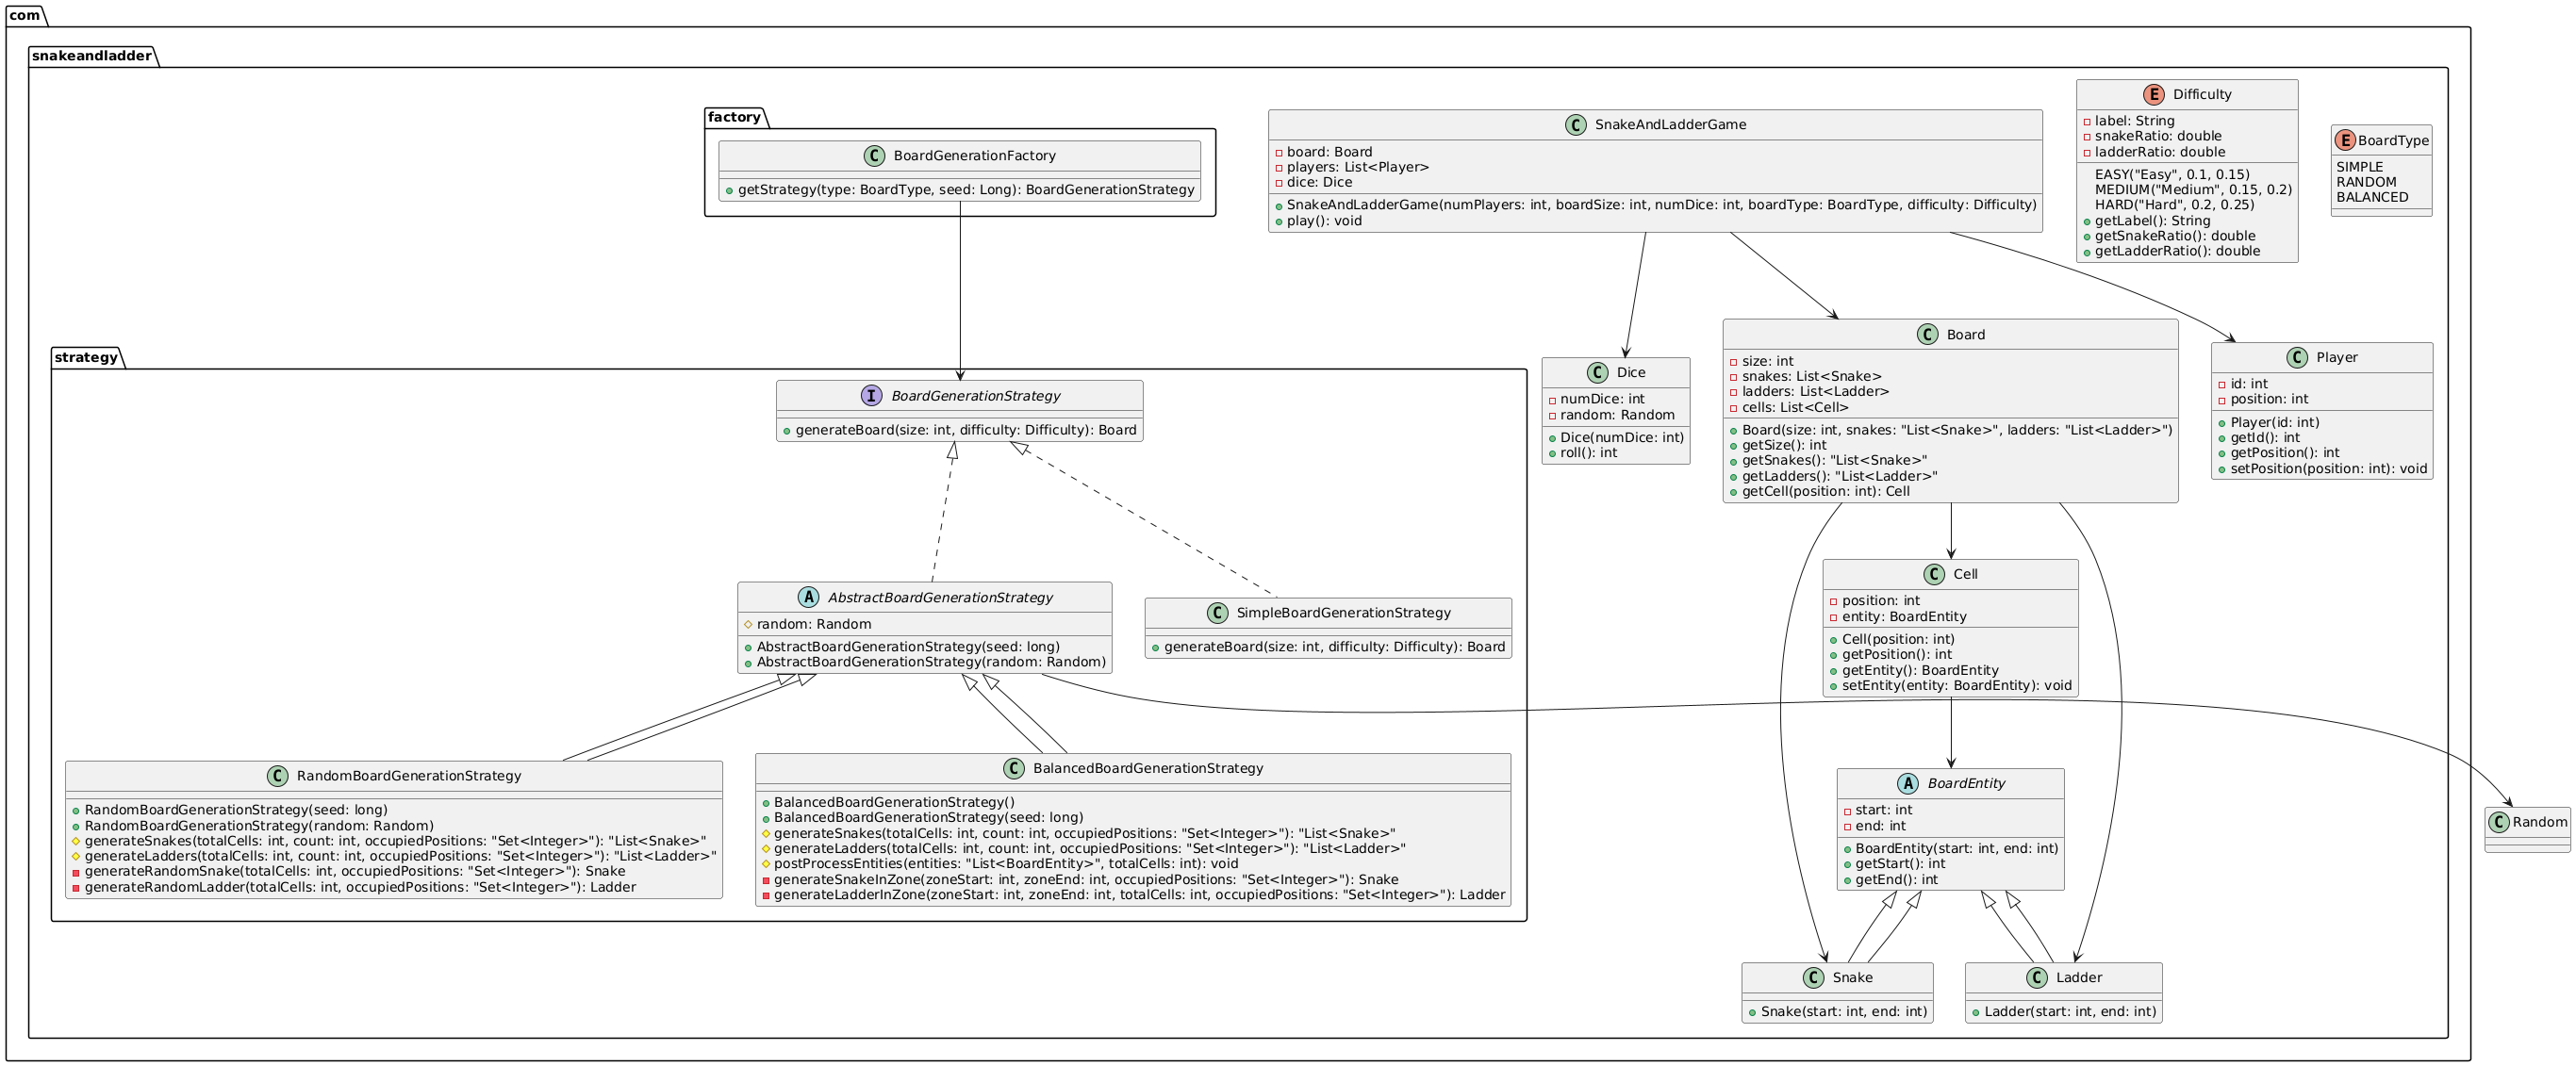 com
snakeandladder
factory
C BoardGenerationFactory
getStrategy(type: BoardType, seed: Long): BoardGenerationStrategy
C SnakeAndLadderGame
board: Board
players: List<Player>
dice: Dice
SnakeAndLadderGame(numPlayers: int, boardSize: int, numDice: int, boardType: BoardType, difficulty: Difficulty)
play(): void
E Difficulty
label: String
snakeRatio: double
ladderRatio: double
EASY("Easy", 0.1, 0.15)
MEDIUM("Medium", 0.15, 0.2)
HARD("Hard", 0.2, 0.25)
getLabel(): String
getSnakeRatio(): double
getLadderRatio(): double
E BoardType
SIMPLE
RANDOM
BALANCED
strategy
I BoardGenerationStrategy
generateBoard(size: int, difficulty: Difficulty): Board
C Dice
numDice: int
random: Random
Dice(numDice: int)
roll(): int
C Board
size: int
snakes: List<Snake>
ladders: List<Ladder>
cells: List<Cell>
Board(size: int, snakes: "List<Snake>", ladders: "List<Ladder>")
getSize(): int
getSnakes(): "List<Snake>"
getLadders(): "List<Ladder>"
getCell(position: int): Cell
C Player
id: int
position: int
Player(id: int)
getId(): int
getPosition(): int
setPosition(position: int): void
A AbstractBoardGenerationStrategy
random: Random
AbstractBoardGenerationStrategy(seed: long)
AbstractBoardGenerationStrategy(random: Random)
C SimpleBoardGenerationStrategy
generateBoard(size: int, difficulty: Difficulty): Board
C Cell
position: int
entity: BoardEntity
Cell(position: int)
getPosition(): int
getEntity(): BoardEntity
setEntity(entity: BoardEntity): void
C RandomBoardGenerationStrategy
RandomBoardGenerationStrategy(seed: long)
RandomBoardGenerationStrategy(random: Random)
generateSnakes(totalCells: int, count: int, occupiedPositions: "Set<Integer>"): "List<Snake>"
generateLadders(totalCells: int, count: int, occupiedPositions: "Set<Integer>"): "List<Ladder>"
generateRandomSnake(totalCells: int, occupiedPositions: "Set<Integer>"): Snake
generateRandomLadder(totalCells: int, occupiedPositions: "Set<Integer>"): Ladder
C BalancedBoardGenerationStrategy
BalancedBoardGenerationStrategy()
BalancedBoardGenerationStrategy(seed: long)
generateSnakes(totalCells: int, count: int, occupiedPositions: "Set<Integer>"): "List<Snake>"
generateLadders(totalCells: int, count: int, occupiedPositions: "Set<Integer>"): "List<Ladder>"
postProcessEntities(entities: "List<BoardEntity>", totalCells: int): void
generateSnakeInZone(zoneStart: int, zoneEnd: int, occupiedPositions: "Set<Integer>"): Snake
generateLadderInZone(zoneStart: int, zoneEnd: int, totalCells: int, occupiedPositions: "Set<Integer>"): Ladder
A BoardEntity
start: int
end: int
BoardEntity(start: int, end: int)
getStart(): int
getEnd(): int
C Random
C Snake
Snake(start: int, end: int)
C Ladder
Ladder(start: int, end: int)